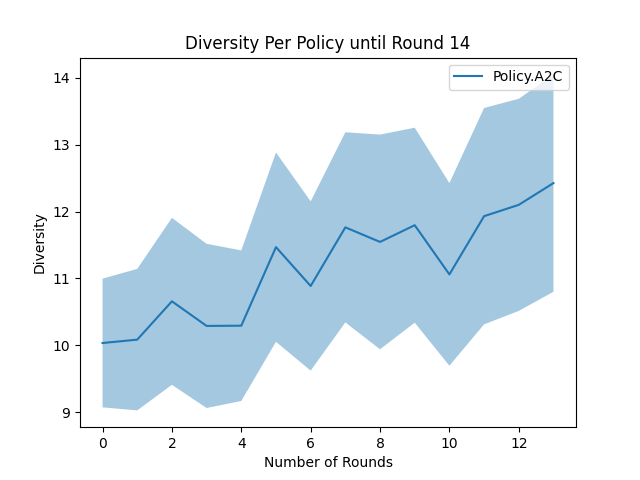 Diversity Per Policy until Round 14
Policy.A2C
14
13
12
11
10
9
Diversity
0 2 4 6 8 10 12
Number of Rounds